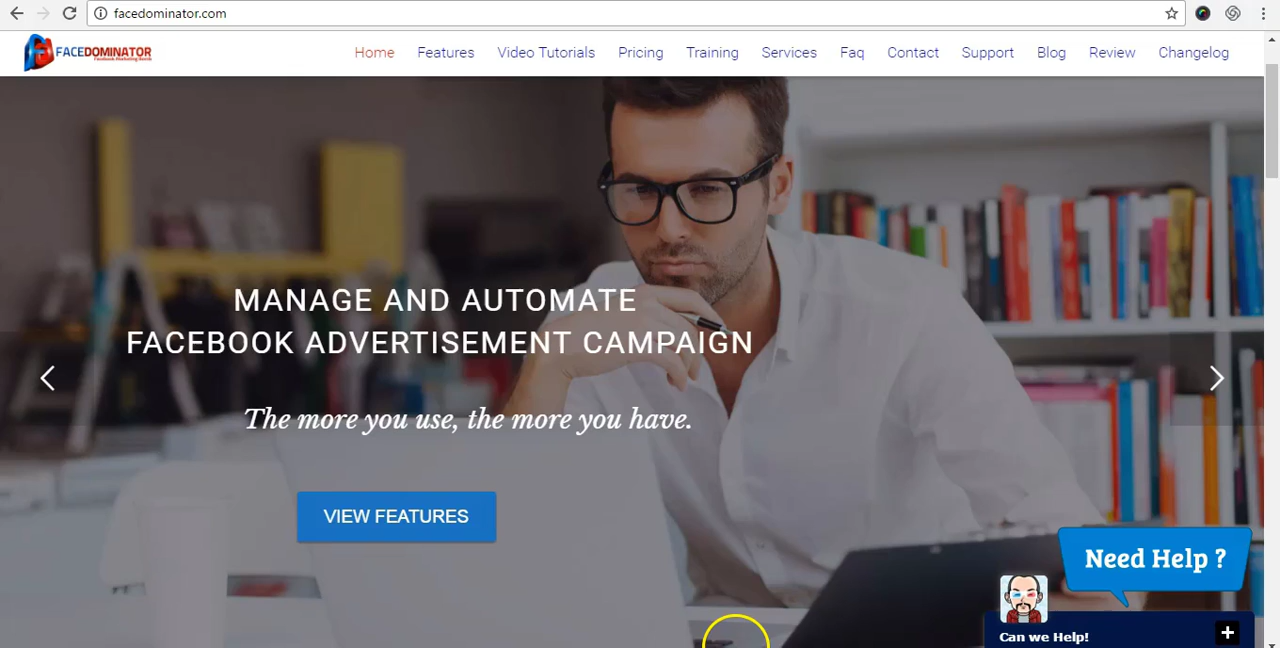 facedominator.com
FACEDOMINATOR
Home Features Video Tutorials Pricing Training Services Faq Contact Support Blog Review Changelog
MANAGE AND AUTOMATE
FACEBOOK ADVERTISEMENT CAMPAIGN
The more you use, the more you have.
VIEW FEATURES
Need Help ?
Can we Help!